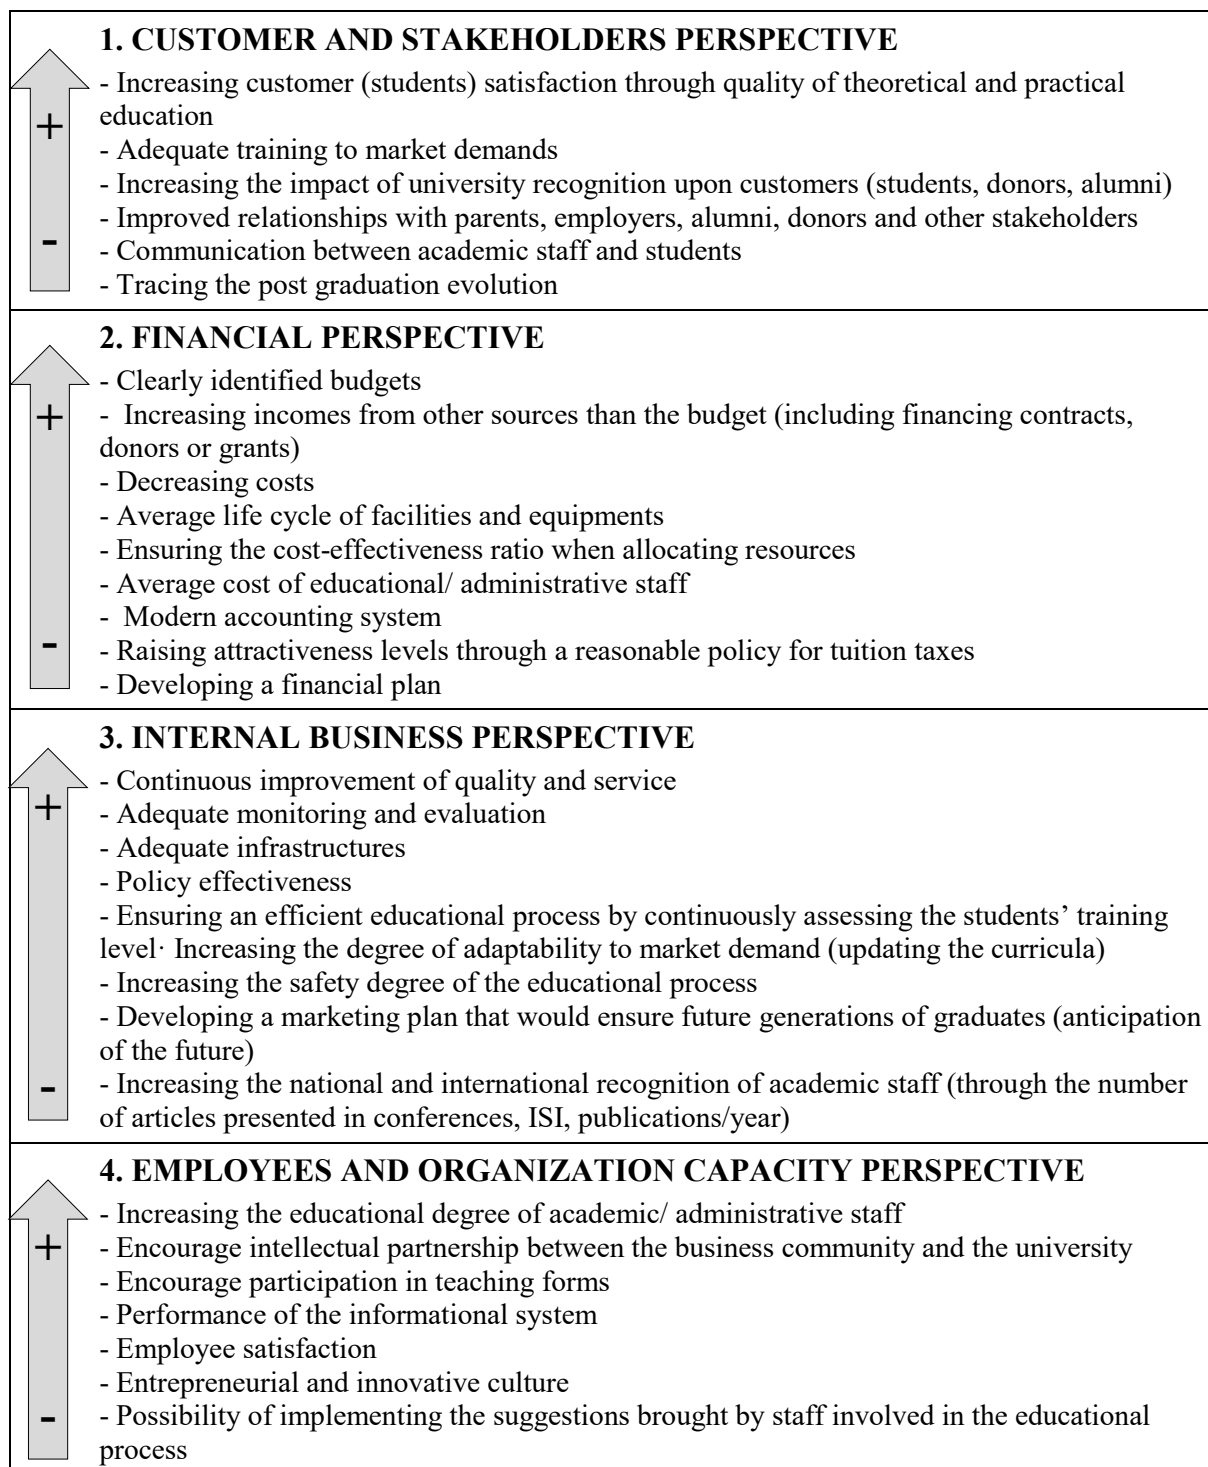 1. CUSTOMER AND STAKEHOLDERS PERSPECTIVE
- Increasing customer (students) satisfaction through quality of theoretical and practical
education
- Adequate training to market demands
- Increasing the impact of university recognition upon customers (students, donors, alumni)
- Improved relationships with parents, employers, alumni, donors and other stakeholders
- Communication between academic staff and students
- Tracing the post graduation evolution
+
-
2. FINANCIAL PERSPECTIVE
- Clearly identified budgets
- Increasing incomes from other sources than the budget (including financing contracts,
donors or grants)
- Decreasing costs
- Average life cycle of facilities and equipments
- Ensuring the cost-effectiveness ratio when allocating resources
- Average cost of educational/ administrative staff
- Modern accounting system
- Raising attractiveness levels through a reasonable policy for tuition taxes
- Developing a financial plan
+
-
3. INTERNAL BUSINESS PERSPECTIVE
- Continuous improvement of quality and service
- Adequate monitoring and evaluation
- Adequate infrastructures
- Policy effectiveness
- Ensuring an efficient educational process by continuously assessing the students’ training
level· Increasing the degree of adaptability to market demand (updating the curricula)
- Increasing the safety degree of the educational process
- Developing a marketing plan that would ensure future generations of graduates (anticipation
of the future)
- Increasing the national and international recognition of academic staff (through the number
of articles presented in conferences, ISI, publications/year)
+
-
4. EMPLOYEES AND ORGANIZATION CAPACITY PERSPECTIVE
- Increasing the educational degree of academic/ administrative staff
- Encourage intellectual partnership between the business community and the university
- Encourage participation in teaching forms
- Performance of the informational system
- Employee satisfaction
- Entrepreneurial and innovative culture
- Possibility of implementing the suggestions brought by staff involved in the educational
process
+
-